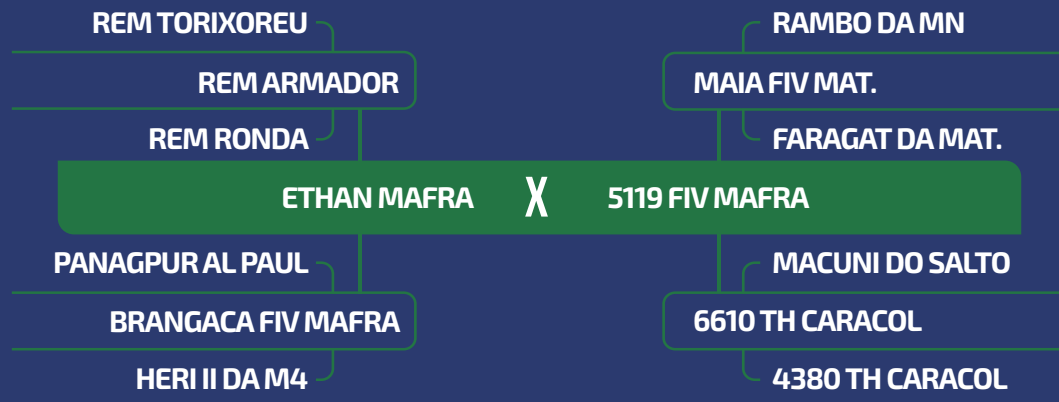 REM TORIXOREU
REM ARMADOR
REM RONDA
RAMBO DA MN
MAIA FIV MAT.
FARAGAT DA MAT.
ETHAN MAFRA X 5119 FIV MAFRA
PANAGPUR AL PAUL
BRANGACA FIV MAFRA
HERI II DA M4
MACUNI DO SALTO
6610 TH CARACOL
4380 TH CARACOL